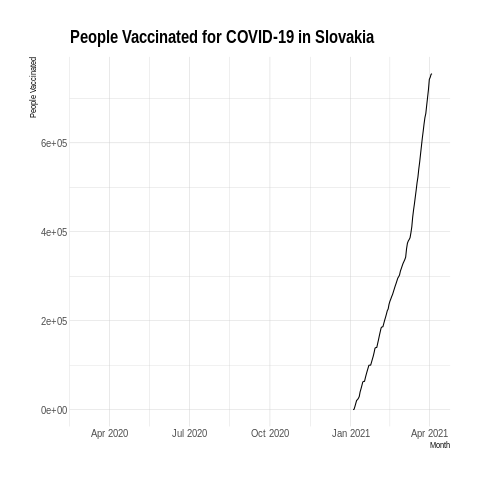 People Vaccinated for COVID-19 in Slovakia
People Vaccinated
6e+05
4e+05
2e+05
0e+00
Apr 2020 Jul 2020 Oct 2020 Jan 2021 Apr 2021
Month